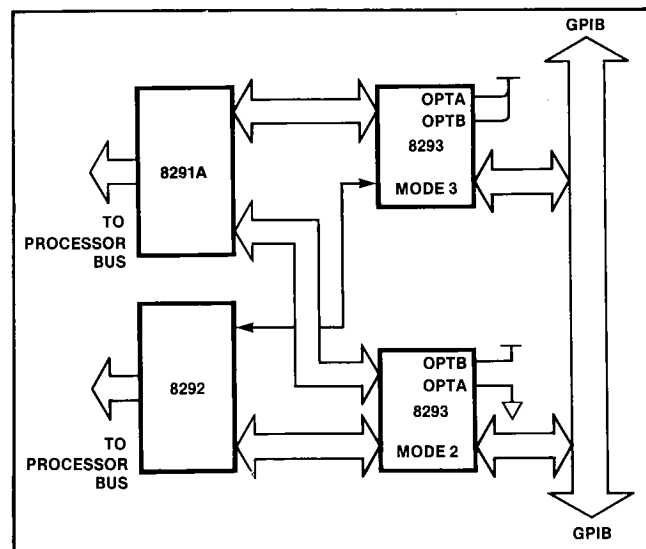 GPIB
8291A
TO
PROCESSOR
BUS
OPTA
OPTB
8293
MODE 3
8292
TO
PROCESSOR
BUS
OPTB
OPTA
8293
MODE 2
GPIB